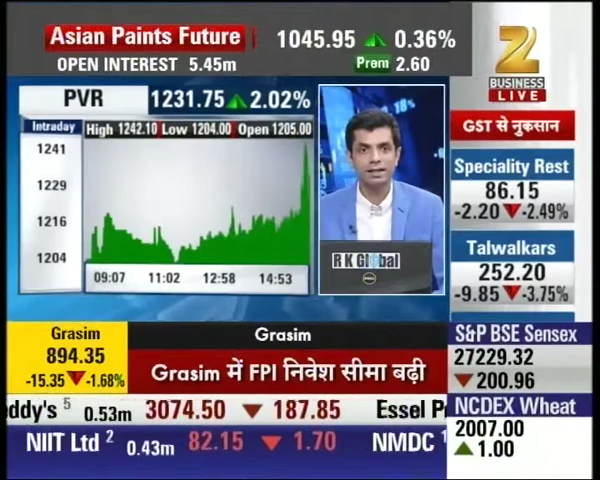 Asian Paints Future
1045.95 0.36%
OPEN INTEREST 5.45m
Prem 2.60
Z
BUSINESS
LIVE
PVR
1231.75 2.02%
Intraday
High 1242.10 Low 1204.00 Open 1205.00
1241
1229
1216
1204
09:07 11:02 12:58 14:53
R K Global
DELL
GST से नुकसान
Speciality Rest
86.15
-2.20 -2.49%
Talwalkars
252.20
-9.85 -3.75%
Grasim
894.35
-15.35 -1.68%
Grasim
Grasim में FPI निवेश सीमा बढ़ी
S&P BSE Sensex
27229.32
200.96
ddy's 5 0.53m 3074.50 187.85 Essel P
NCDEX Wheat
2007.00
1.00
NIIT Ltd 2 0.43m 82.15 1.70 NMDC 1